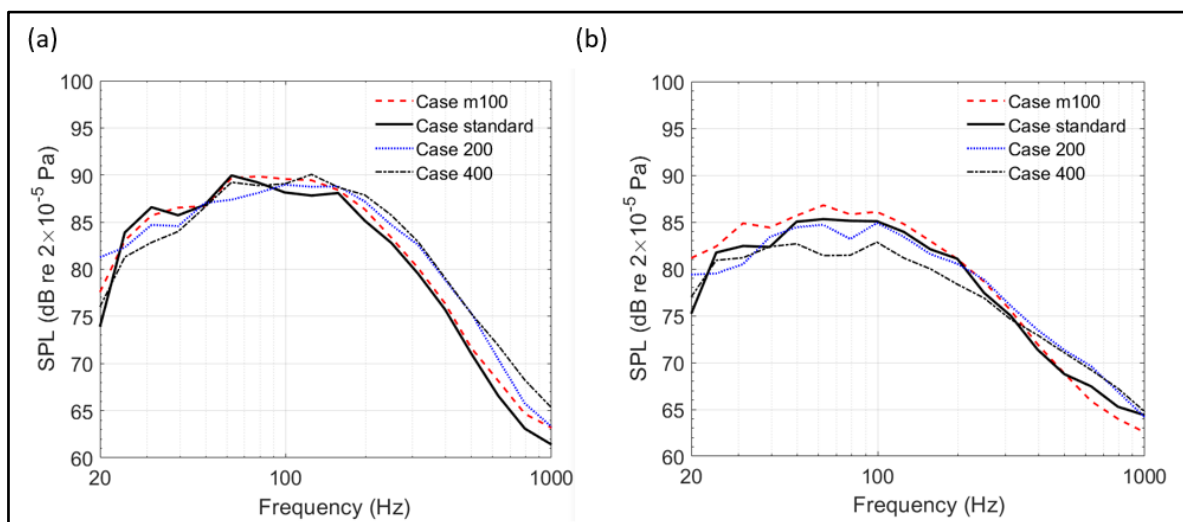 (a)
SPL (dB re 2×10⁻⁵ Pa)
100
95
90
85
80
75
70
65
60
Case m100
Case standard
Case 200
Case 400
20
100
1000
Frequency (Hz)
(b)
SPL (dB re 2×10⁻⁵ Pa)
100
95
90
85
80
75
70
65
60
Case m100
Case standard
Case 200
Case 400
20
100
1000
Frequency (Hz)